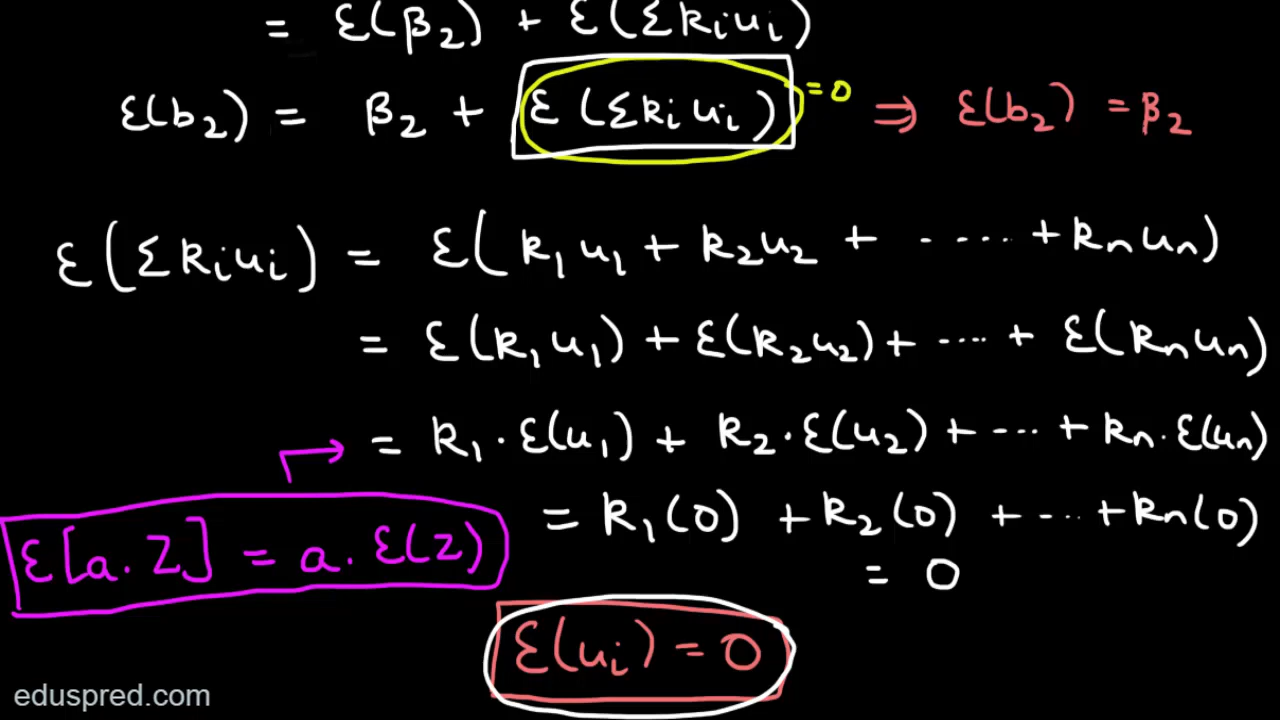 = E(β₂) + E(Σkᵢuᵢ)
E(b₂) = β₂ + E(Σkᵢuᵢ) = 0 ⇒ E(b₂) = β₂
E(Σkᵢuᵢ) = E(k₁u₁ + k₂u₂ + ..... + kₙuₙ)
= E(k₁u₁) + E(k₂u₂) + .... + E(kₙuₙ)
= k₁.E(u₁) + k₂.E(u₂) + ... + kₙ.E(uₙ)
= k₁(0) + k₂(0) + ... + kₙ(0)
E[a.Z] = a.E(Z)
= 0
E(uᵢ) = 0
eduspred.com